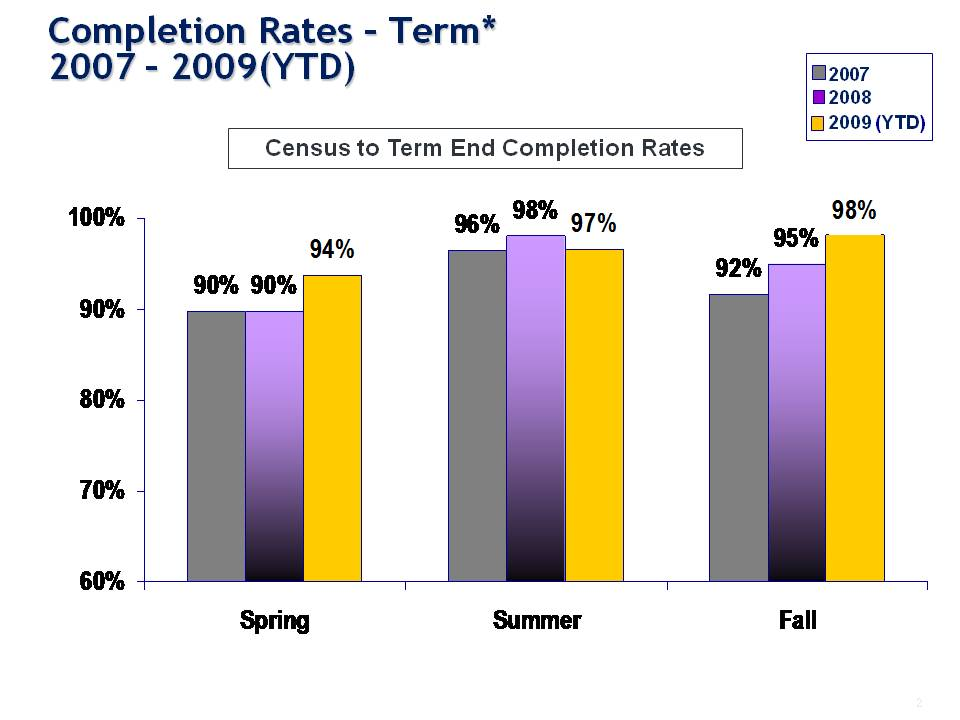 Completion Rates – Term*
2007 – 2009(YTD)
2007
2008
2009 (YTD)
Census to Term End Completion Rates
100%
90%
80%
70%
60%
90% 90% 94%
96% 98% 97%
92% 95% 98%
Spring Summer Fall
2